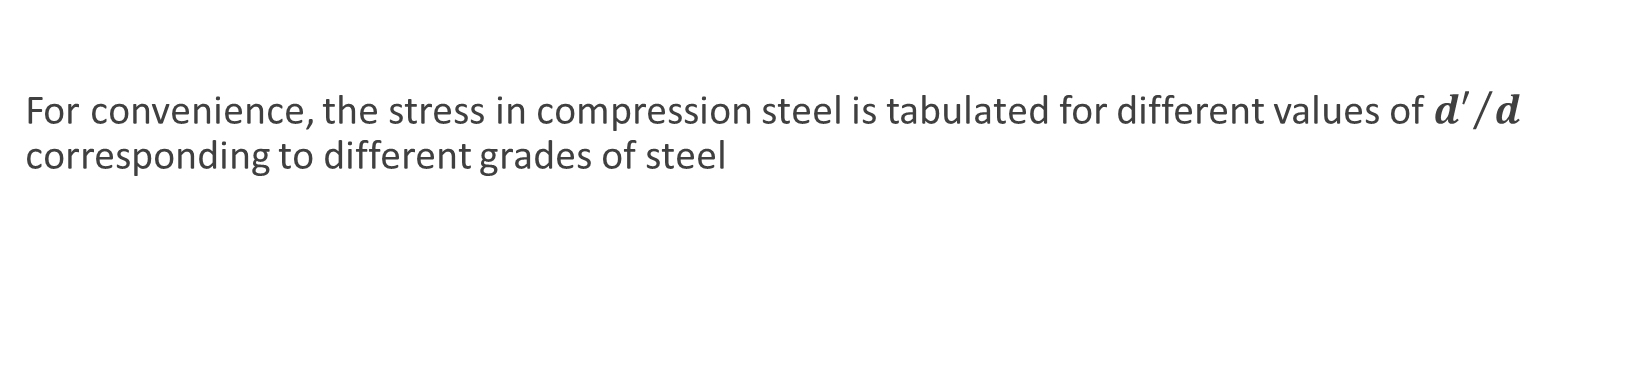 For convenience, the stress in compression steel is tabulated for different values of d′/d
corresponding to different grades of steel